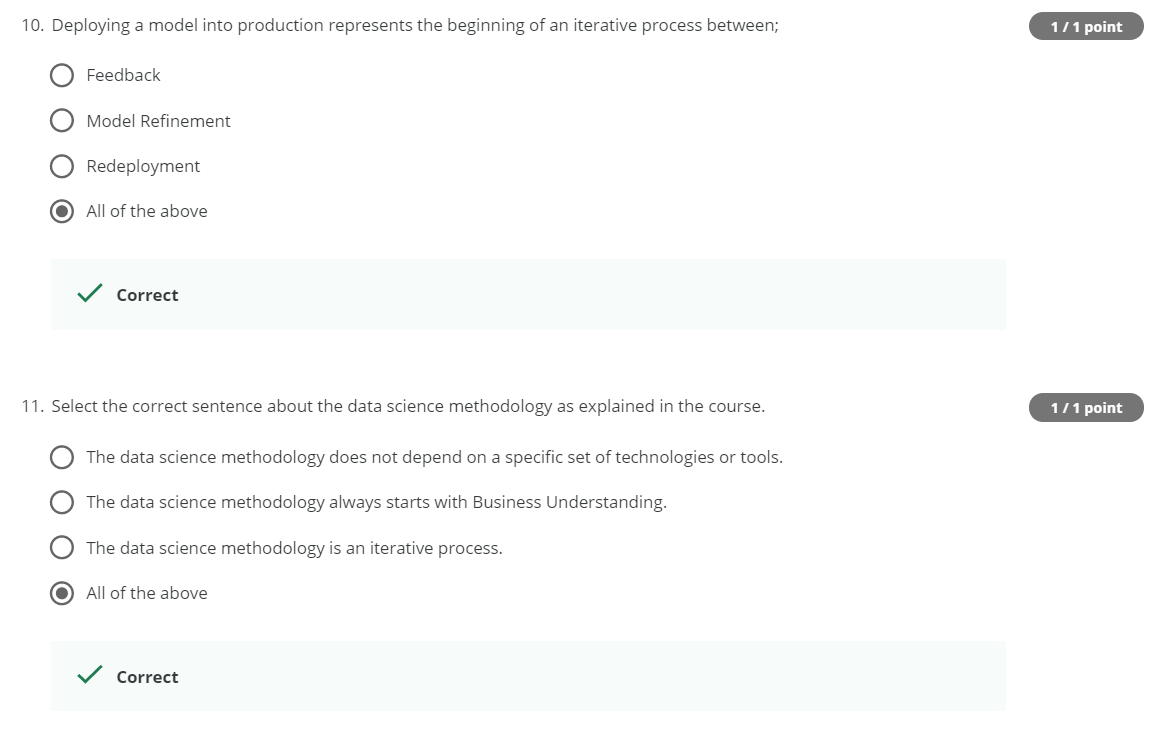 10. Deploying a model into production represents the beginning of an iterative process between;
1 / 1 point
Feedback
Model Refinement
Redeployment
All of the above
Correct
11. Select the correct sentence about the data science methodology as explained in the course.
1 / 1 point
The data science methodology does not depend on a specific set of technologies or tools.
The data science methodology always starts with Business Understanding.
The data science methodology is an iterative process.
All of the above
Correct